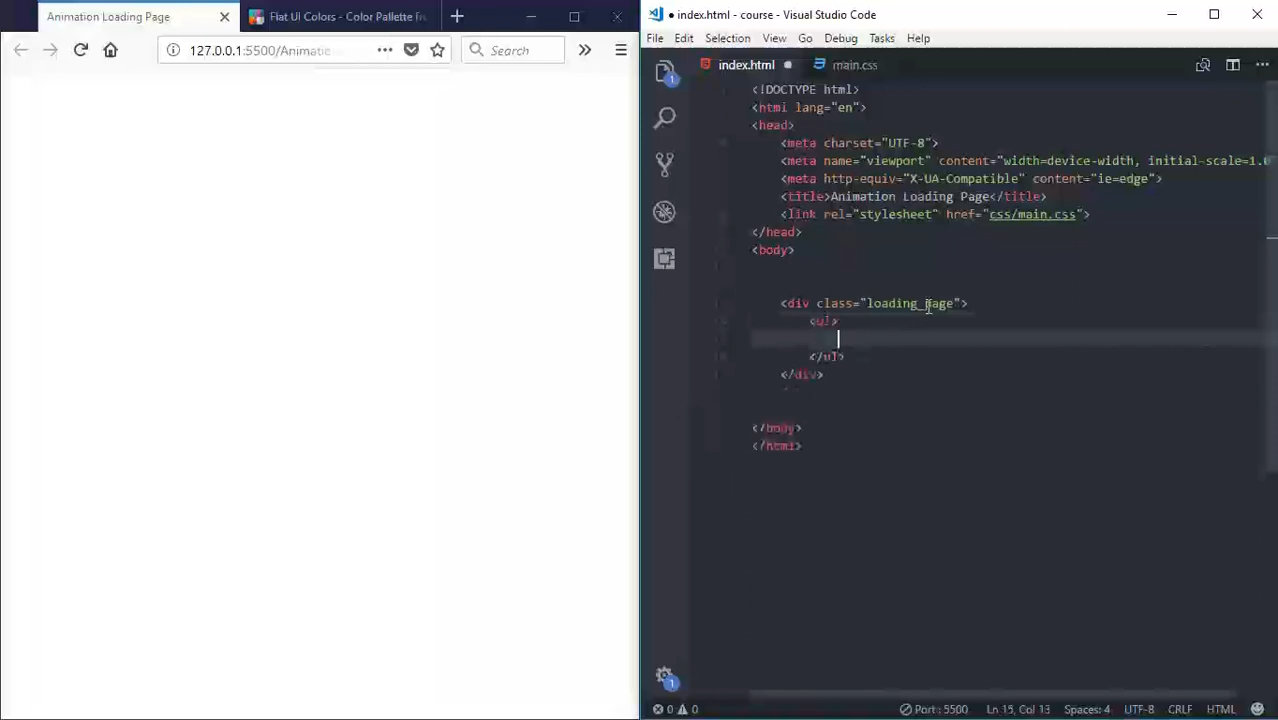 Animation Loading Page
Flat UI Colors - Color Pallette Fr
127.0.0.1:5500/Animatic
Search
index.html - course - Visual Studio Code
File Edit Selection View Go Debug Tasks Help
index.html
main.css
<!DOCTYPE html>
<html lang="en">
<head>
<meta charset="UTF-8">
<meta name="viewport" content="width=device-width, initial-scale=1.0
<meta http-equiv="X-UA-Compatible" content="ie=edge">
<title>Animation Loading Page</title>
<link rel="stylesheet" href="css/main.css">
</head>
<body>
<div class="loading_page">
<ul>
</ul>
</div>
</body>
</html>
1
1
0 0
Port : 5500
Ln 15, Col 13
Spaces: 4
UTF-8
CRLF
HTML